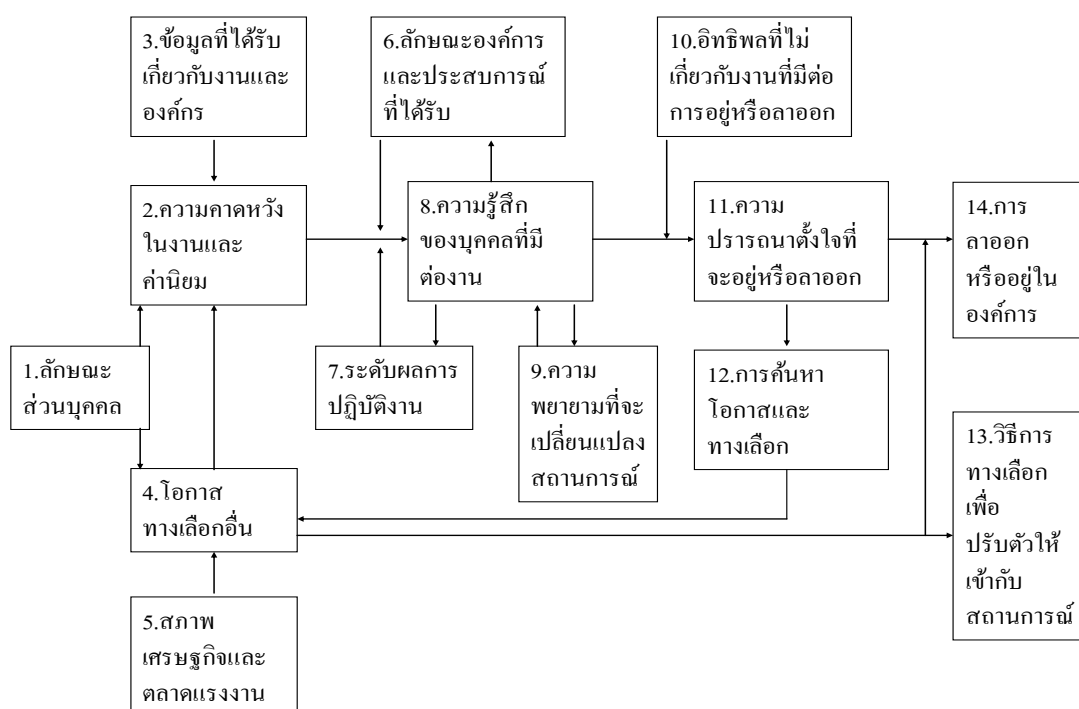 3.ข้อมูลที่ได้รับ
เกี่ยวกับงานและ
องค์กร
6.ลักษณะองค์การ
และประสบการณ์
ที่ได้รับ
10.อิทธิพลที่ไม่
เกี่ยวกับงานที่มีต่อ
การอยู่หรือลาออก
2.ความคาดหวัง
ในงานและ
ค่านิยม
8.ความรู้สึก
ของบุคคลที่มี
ต่องาน
11.ความ
ปรารถนาตั้งใจที่
จะอยู่หรือลาออก
14.การ
ลาออก
หรืออยู่ใน
องค์การ
1.ลักษณะ
ส่วนบุคคล
7.ระดับผลการ
ปฏิบัติงาน
9.ความ
พยายามที่จะ
เปลี่ยนแปลง
สถานการณ์
12.การค้นหา
โอกาสและ
ทางเลือก
13.วิธีการ
ทางเลือก
เพื่อ
ปรับตัวให้
เข้ากับ
สถานการณ์
4.โอกาส
ทางเลือกอื่น
5.สภาพ
เศรษฐกิจและ
ตลาดแรงงาน